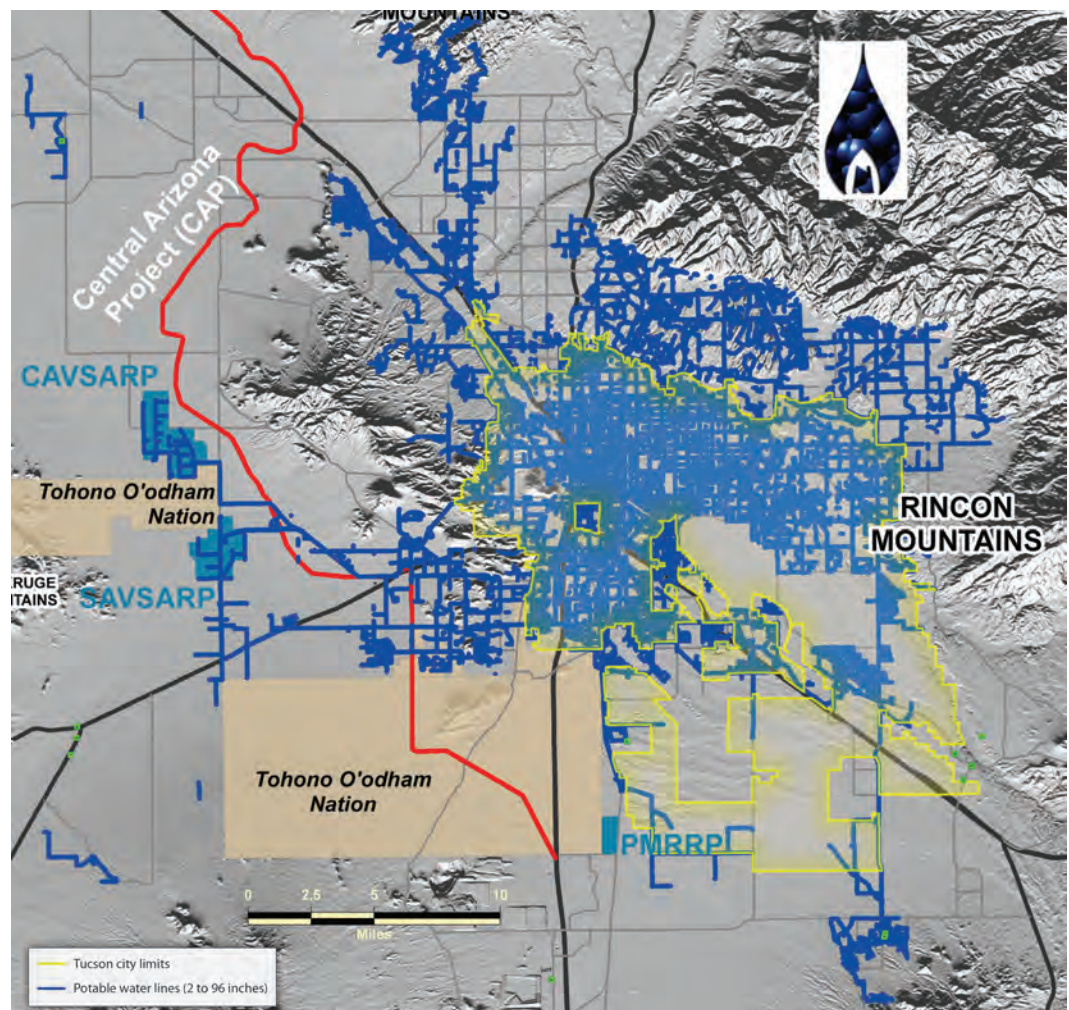 MOUNTAINS
Central Arizona
Project (CAP)
CAVSARP
Tohono O'odham
Nation
RINCON
MOUNTAINS
SAVSARP
Tohono O'odham
Nation
PMRRP
0 2.5 5 10
Miles
Tucson city limits
Potable water lines (2 to 96 inches)